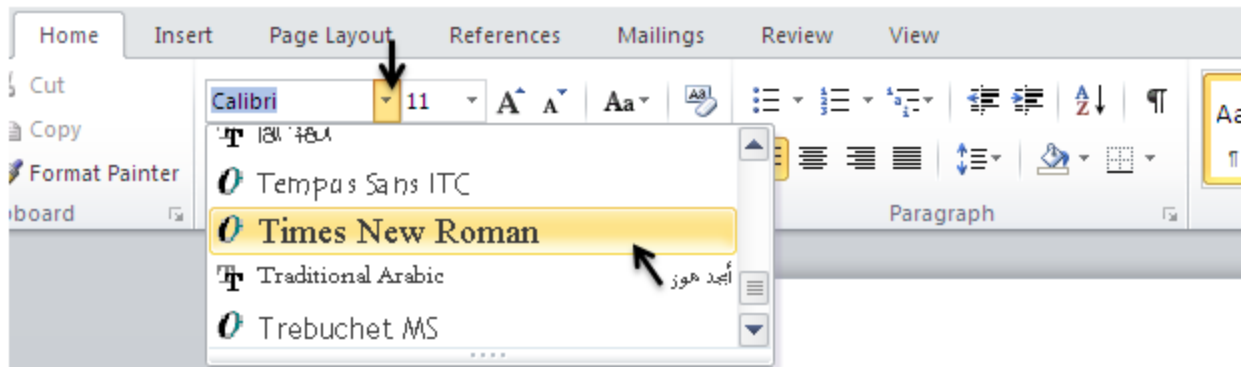 Home Insert Page Layout References Mailings Review View
Cut
Calibri 11 A A Aa
Copy
Format Painter
Tempus Sans ITC
Times New Roman
Traditional Arabic أبجد هوز
Trebuchet MS
board Paragraph